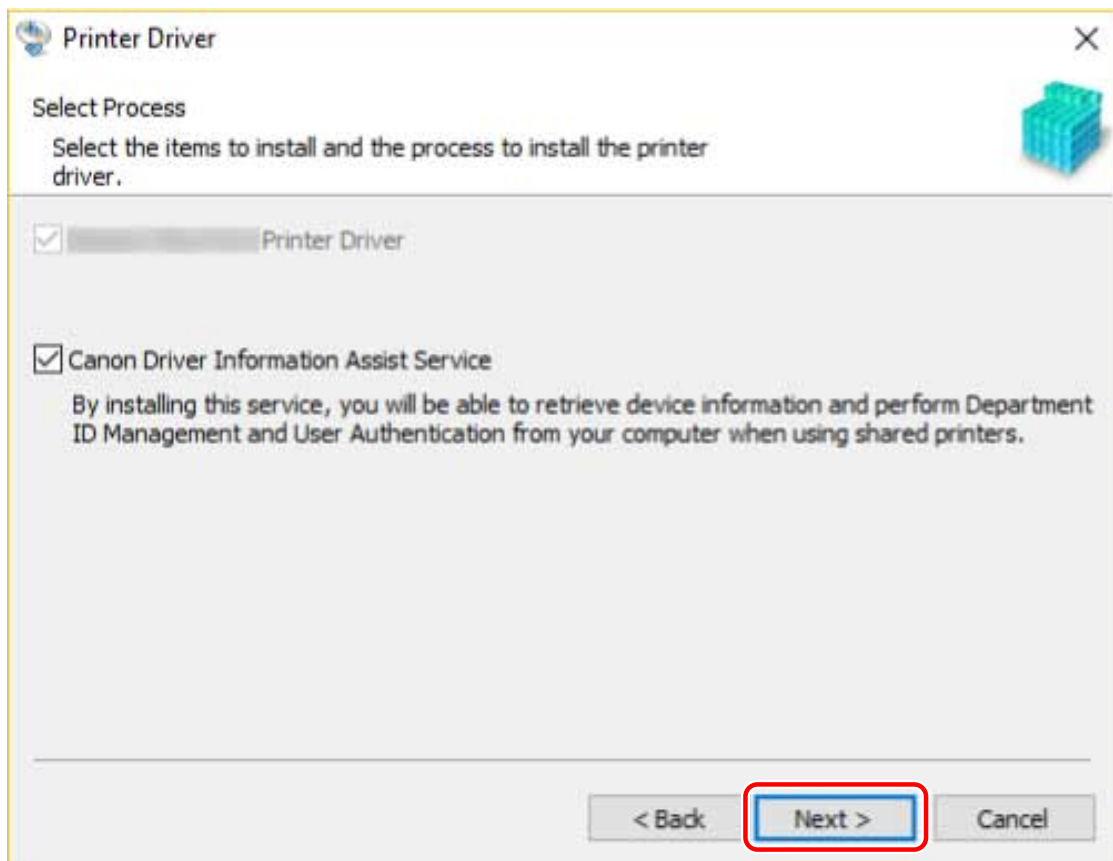 Printer Driver
Select Process
Select the items to install and the process to install the printer
driver.
Printer Driver
Canon Driver Information Assist Service
By installing this service, you will be able to retrieve device information and perform Department
ID Management and User Authentication from your computer when using shared printers.
< Back
Next >
Cancel